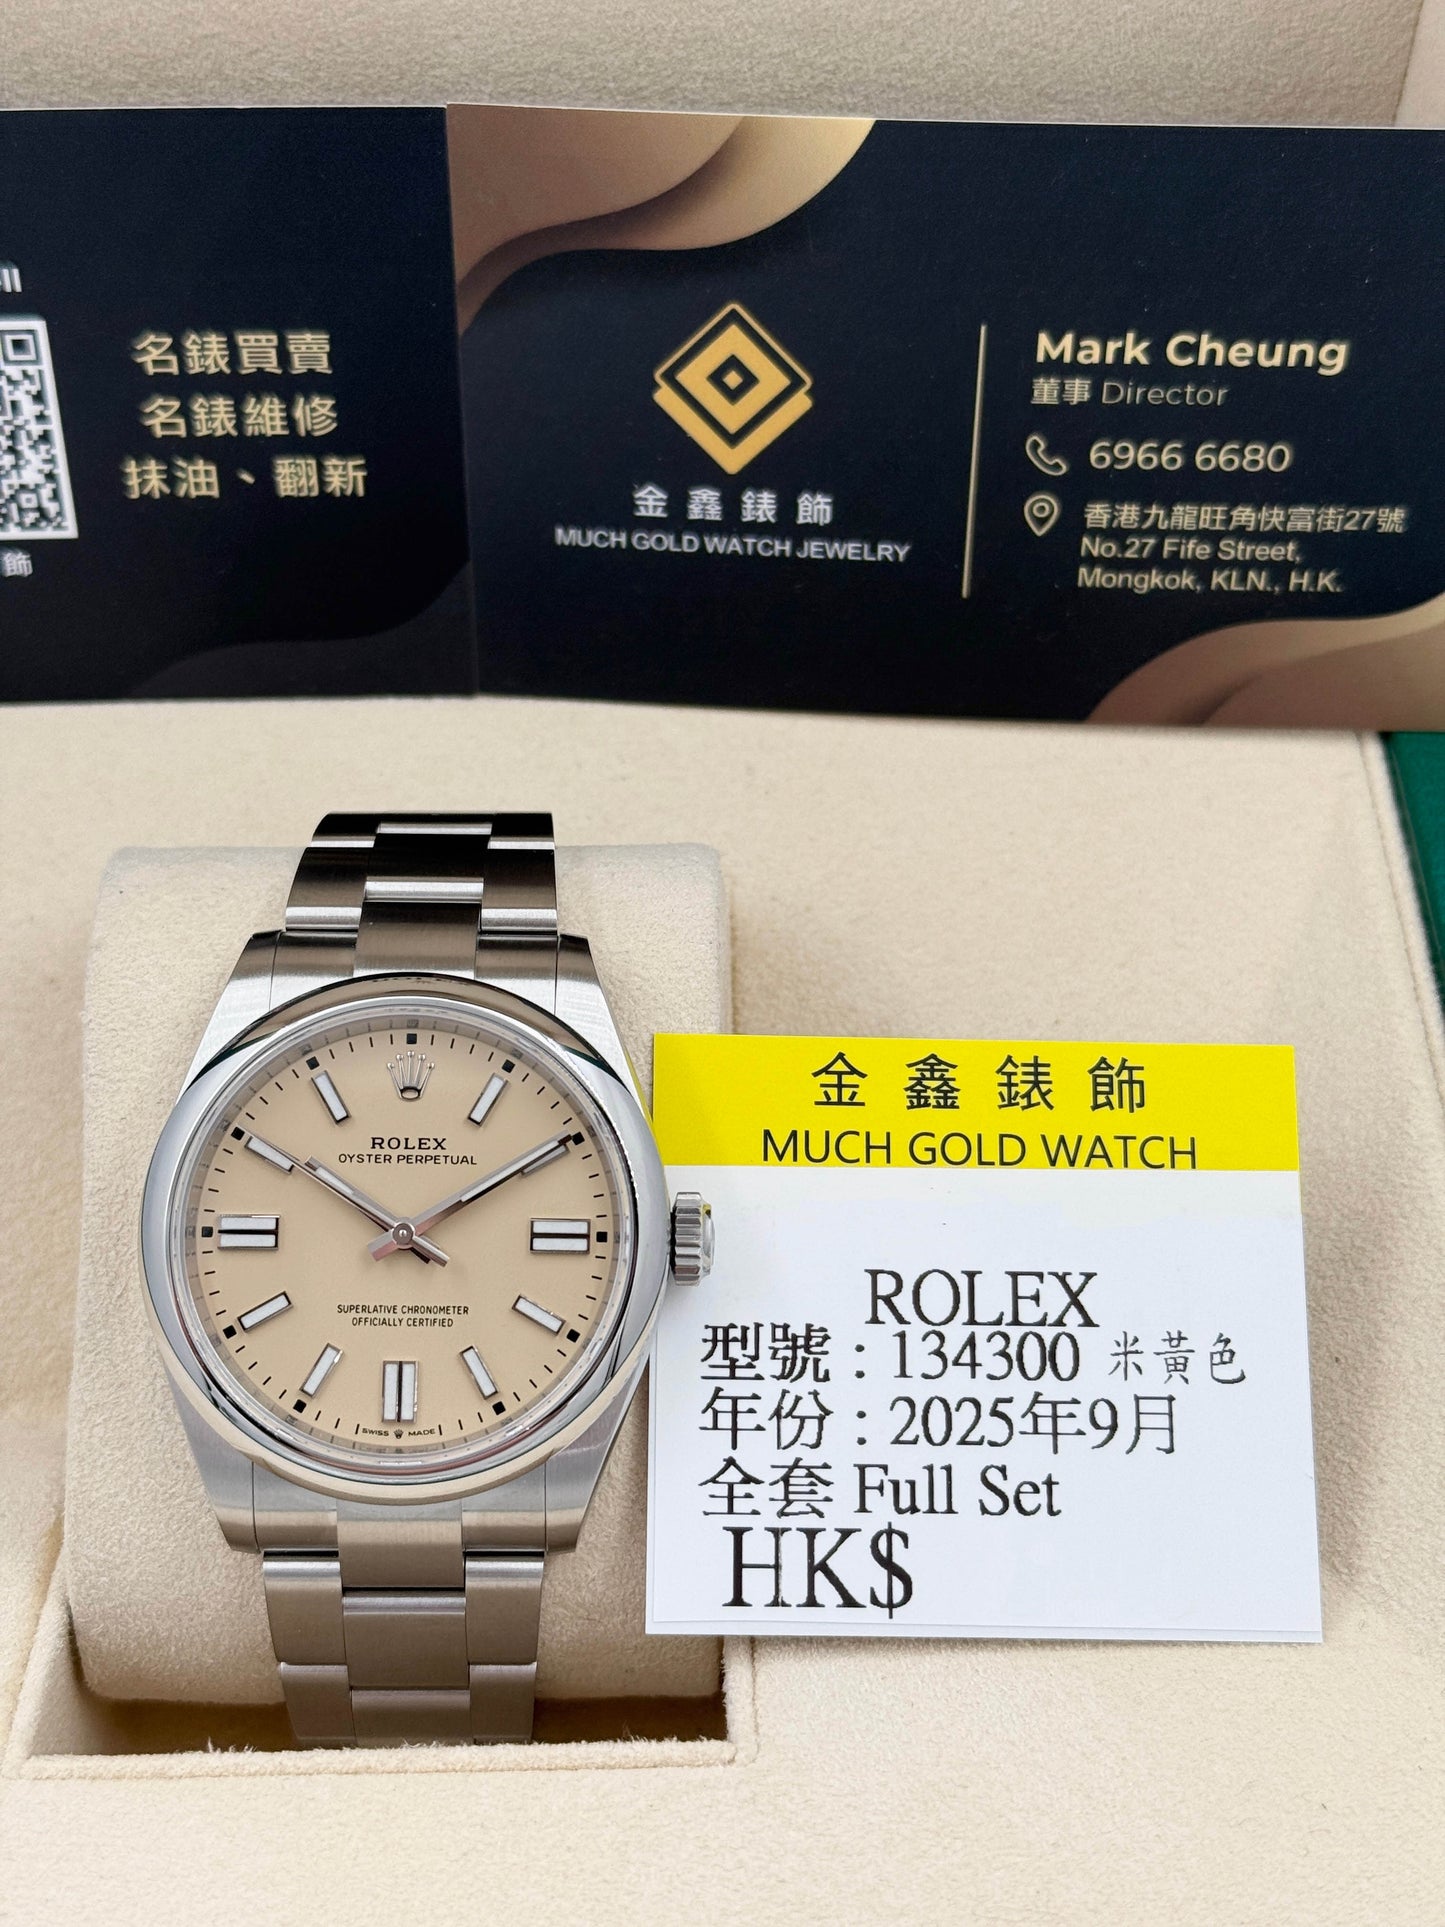 名錶買賣
名錶維修
抹油、翻新
飾
金鑫錶飾
MUCH GOLD WATCH JEWELRY
Mark Cheung
董事 Director
6966 6680
香港九龍旺角快富街27號
No.27 Fife Street,
Mongkok, KLN., H.K.
ROLEX
OYSTER PERPETUAL
SUPERLATIVE CHRONOMETER
OFFICIALLY CERTIFIED
SWISS MADE
金鑫錶飾
MUCH GOLD WATCH
ROLEX
型號：134300 米黃色
年份：2025年9月
全套 Full Set
HK$